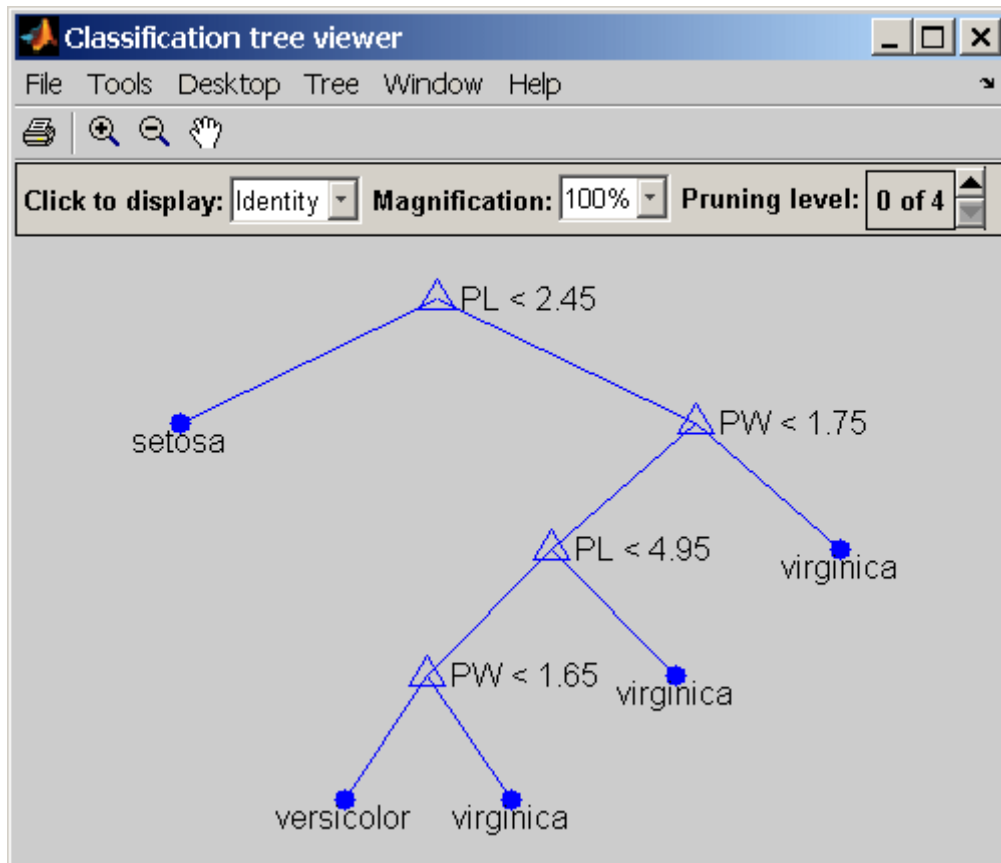 Classification tree viewer
File Tools Desktop Tree Window Help
Click to display: Identity Magnification: 100% Pruning level: 0 of 4
PL < 2.45
setosa
PW < 1.75
PL < 4.95
virginica
PW < 1.65
virginica
versicolor virginica